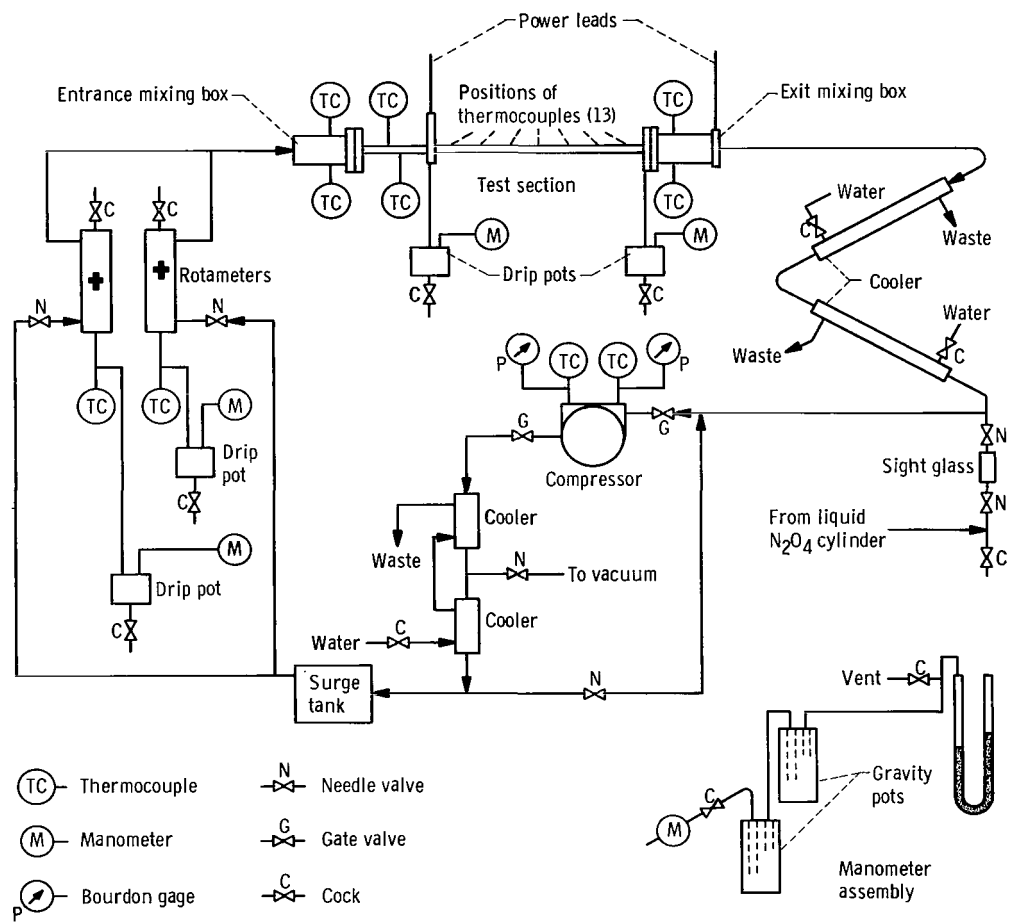 Power leads
Entrance mixing box
TC
TC
Positions of
thermocouples (13)
TC
Exit mixing box
TC
TC
Test section
TC
C
C
Water
C
Waste
M
M
Rotameters
Drip pots
C
C
Cooler
N
N
Water
C
Waste
P
TC
TC
P
TC
TC
M
G
G
N
Drip
pot
Compressor
Sight glass
C
N
Cooler
From liquid
N2O4 cylinder
Waste
C
M
N
To vacuum
Drip pot
Cooler
C
Water
C
Surge
tank
N
Vent
C
TC
Thermocouple
N
Needle valve
Gravity
pots
C
M
M
Manometer
G
Gate valve
P
Bourdon gage
C
Cock
Manometer
assembly